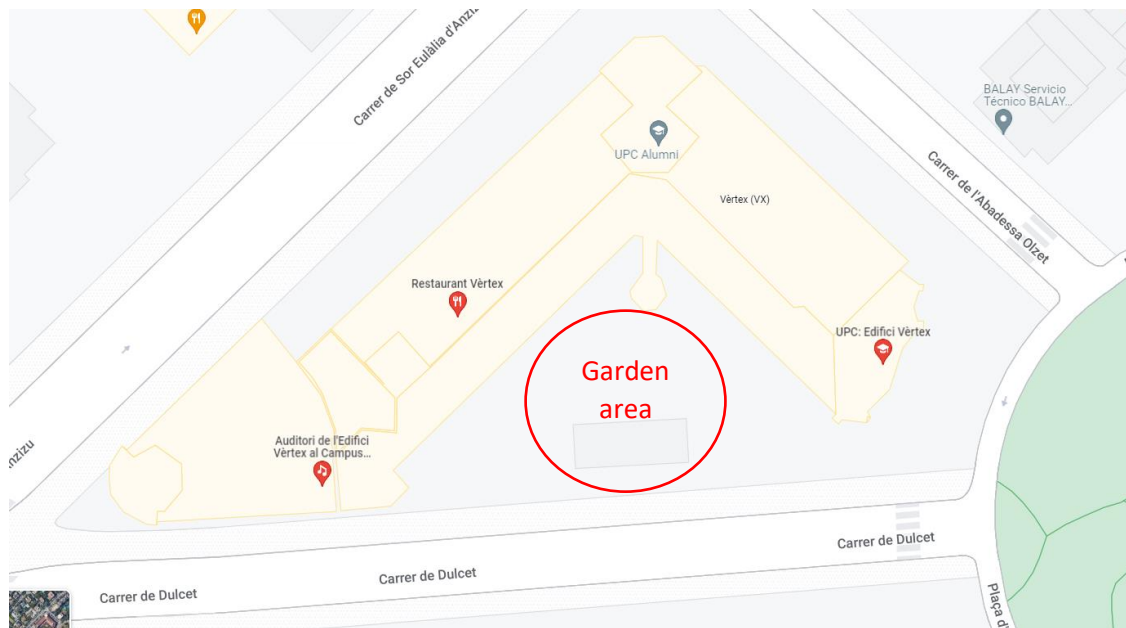 Carrer de Sor Eulàlia d'Anziz
BALAY Servicio
Técnico BALAY...
UPC Alumni
Carrer de l'Abadessa Olzet
Vèrtex (VX)
Restaurant Vèrtex
UPC: Edifici Vèrtex
Garden
area
Auditori de l'Edifici
Vèrtex al Campus...
nzizu
Carrer de Dulcet
Carrer de Dulcet
Carrer de Dulcet
Plaça d'